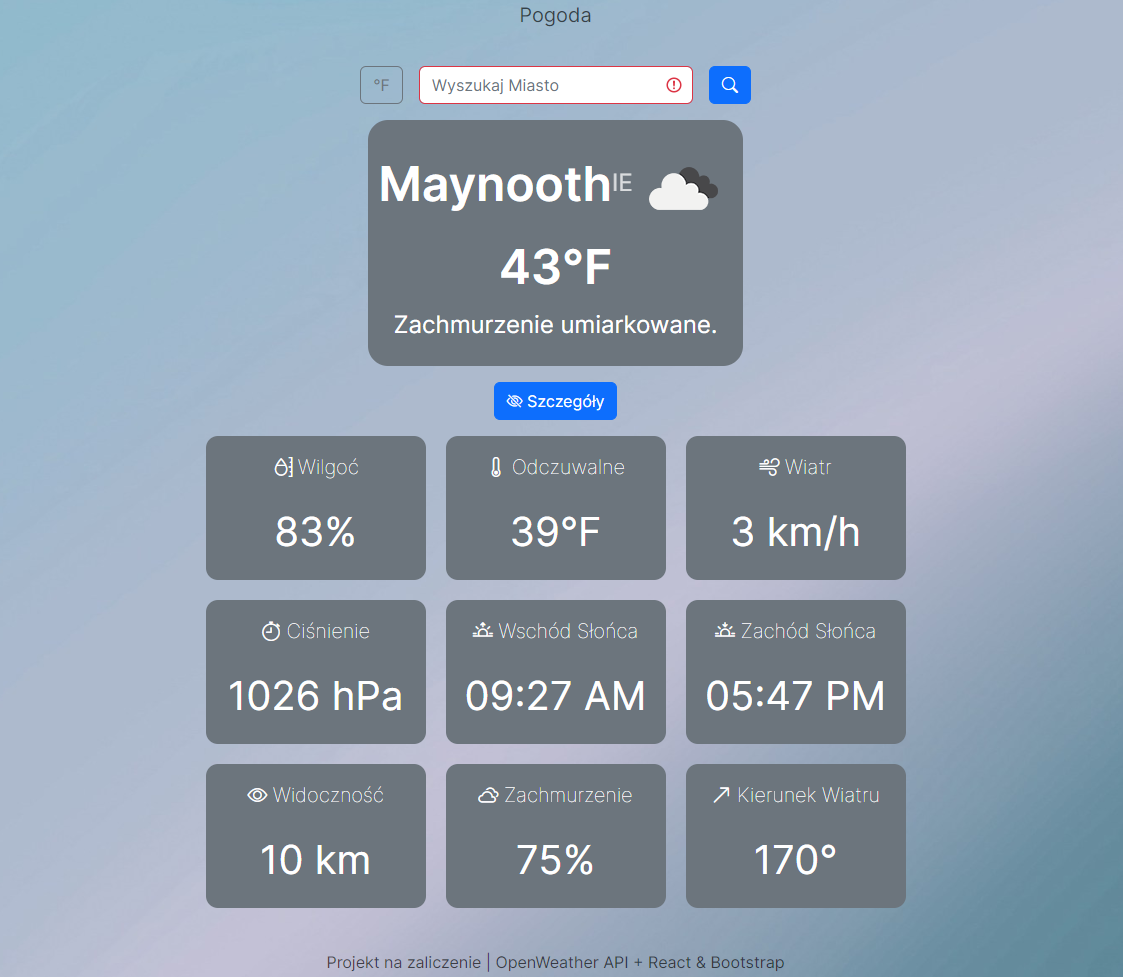 Pogoda
°F
Wyszukaj Miasto
Maynooth IE
43°F
Zachmurzenie umiarkowane.
Szczegóły
Wilgoć
Odczuwalne
Wiatr
83%
39°F
3 km/h
Ciśnienie
Wschód Słońca
Zachód Słońca
1026 hPa
09:27 AM
05:47 PM
Widoczność
Zachmurzenie
Kierunek Wiatru
10 km
75%
170°
Projekt na zaliczenie | OpenWeather API + React & Bootstrap